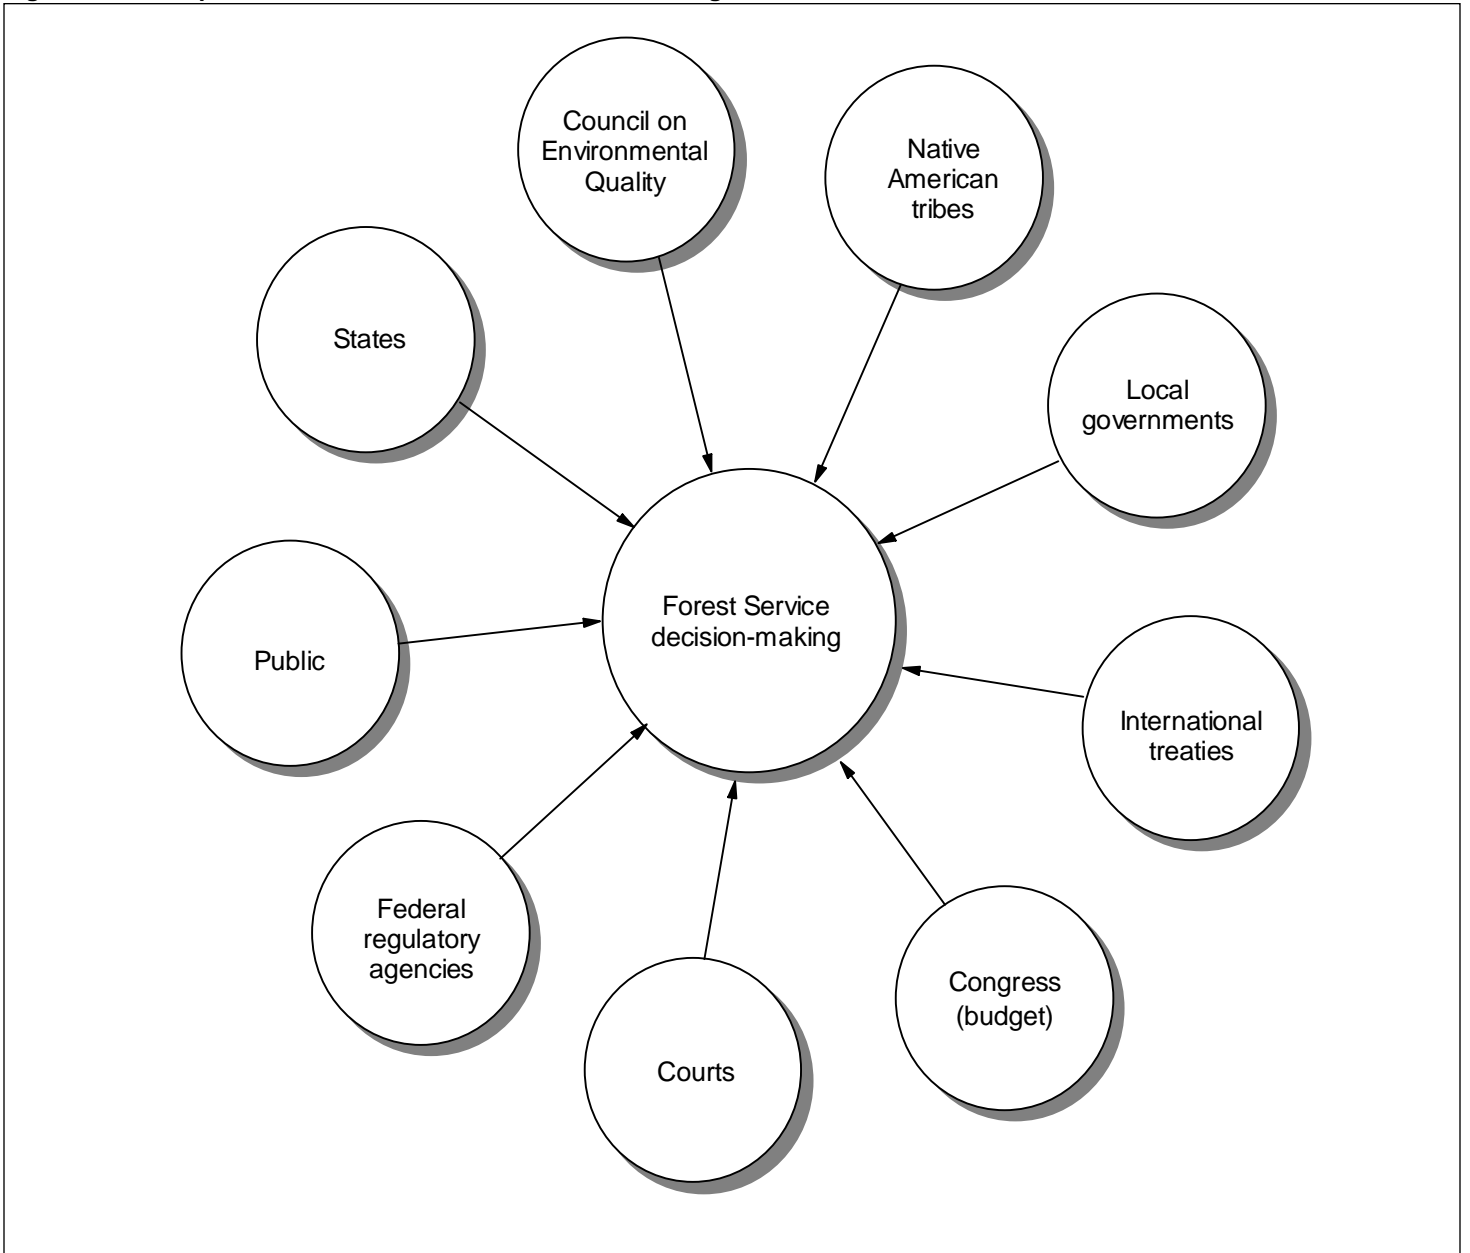 Council on
Environmental
Quality
Native
American
tribes
States
Local
governments
Forest Service
decision-making
Public
International
treaties
Federal
regulatory
agencies
Congress
(budget)
Courts